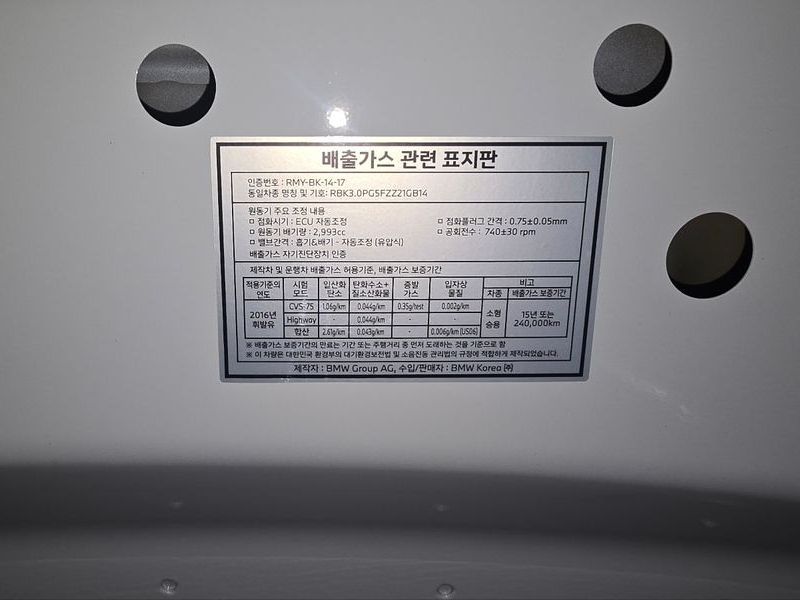 배출가스 관련 표지판
인증번호 : RMY-BK-14-17
동일차종 명칭 및 기호: RBK3.0PG5FZZ21GB14
원동기 주요 조정 내용
□ 점화시기 : ECU 자동조정 □ 점화플러그 간격 : 0.75±0.05mm
□ 원동기 배기량 : 2,993cc □ 공회전수 : 740±30 rpm
□ 밸브간격 : 흡기&배기 - 자동조정 (유압식)
배출가스 자기진단장치 인증
제작차 및 운행차 배출가스 허용기준, 배출가스 보증기간
적용기준의 연도 시험 모드 일산화 탄소 탄화수소+ 질소산화물 증발 가스 입자상 물질 비고
차종 배출가스 보증기간
2016년 휘발유 CVS-75 1.06g/km 0.044g/km 0.35g/test 0.002g/km 소형 승용 15년 또는 240,000km
Highway - 0.044g/km - -
합산 2.61g/km 0.043g/km - 0.006g/km (US06)
※ 배출가스 보증기간의 만료는 기간 또는 주행거리 중 먼저 도래하는 것을 기준으로 함
※ 이 차량은 대한민국 환경부의 대기환경보전법 및 소음진동 관리법의 규정에 적합하게 제작되었습니다.
제작자 : BMW Group AG, 수입/판매자 : BMW Korea ㈜